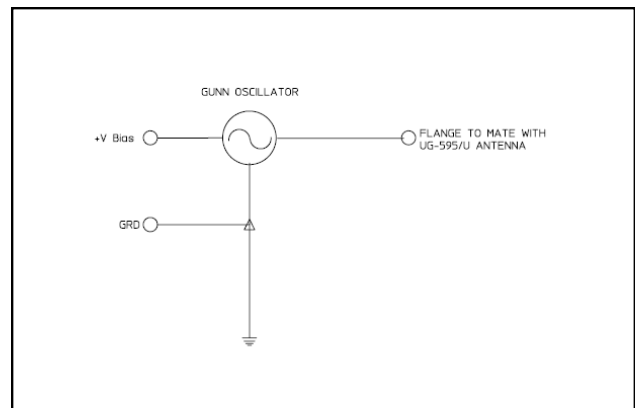 GUNN OSCILLATOR
+V Bias
FLANGE TO MATE WITH
UG-595/U ANTENNA
GRD